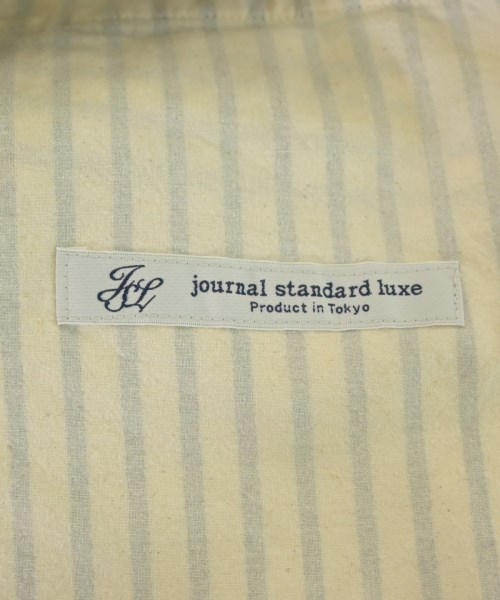 JSL
journal standard luxe
Product in Tokyo